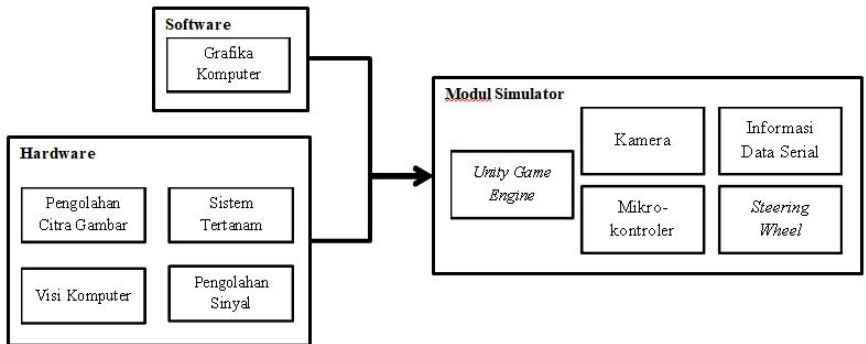 Software
Grafika
Komputer
Hardware
Pengolahan
Citra Gambar
Sistem
Tertanam
Visi Komputer
Pengolahan
Sinyal
Modul Simulator
Unity Game
Engine
Kamera
Informasi
Data Serial
Mikro-
kontroler
Steering
Wheel